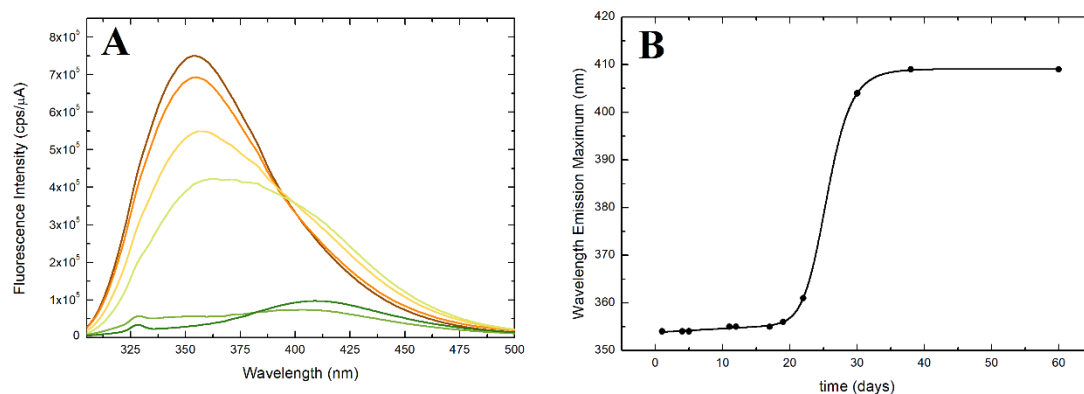 A
8x10⁵
7x10⁵
6x10⁵
5x10⁵
4x10⁵
3x10⁵
2x10⁵
1x10⁵
Fluorescence Intensity (cps/µA)
325 350 375 400 425 450 475 500
Wavelength (nm)
B
420
410
400
390
380
370
360
350
Wavelength Emission Maximum (nm)
0 10 20 30 40 50 60
time (days)